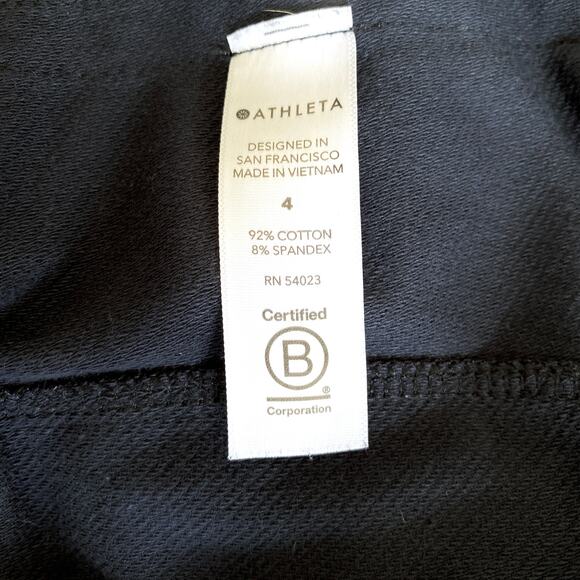 ATHLETA
DESIGNED IN
SAN FRANCISCO
MADE IN VIETNAM
4
92% COTTON
8% SPANDEX
RN 54023
Certified
B
®
Corporation